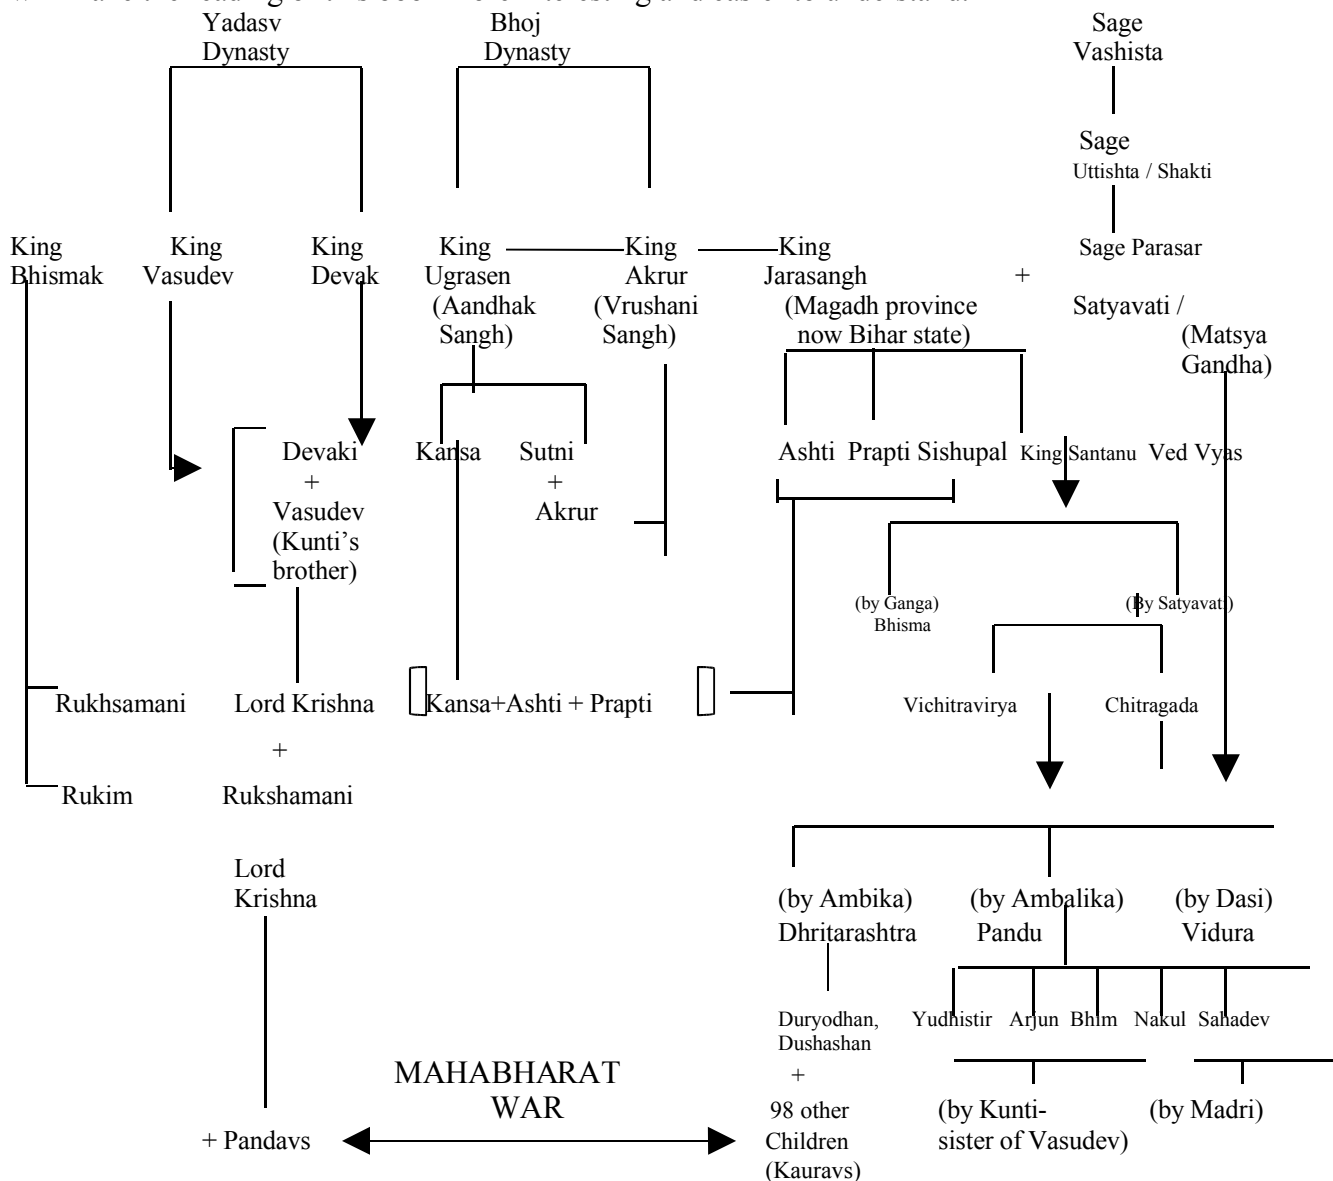 Yadasv Bhoj Sage
Dynasty Dynasty Vashista
Sage
Uttishta / Shakti
King King King King King King Sage Parasar
Bhismak Vasudev Devak Ugrasen Akrur Jarasangh +
(Aandhak (Vrushani (Magadh province Satyavati /
Sangh) Sangh) now Bihar state) (Matsya
Gandha)
Devaki Kansa Sutni Ashti Prapti Sishupal King Santanu Ved Vyas
+ +
Vasudev Akrur
(Kunti's
brother)
(by Ganga) (By Satyavati)
Bhisma
Rukhsamani Lord Krishna Kansa+Ashti + Prapti Vichitravirya Chitragada
+
Rukim Rukshamani
Lord
Krishna (by Ambika) (by Ambalika) (by Dasi)
Dhritarashtra Pandu Vidura
Duryodhan, Yudhistir Arjun Bhim Nakul Sahadev
Dushashan
MAHABHARAT +
WAR 98 other (by Kunti- (by Madri)
+ Pandavs Children sister of Vasudev)
(Kauravs)